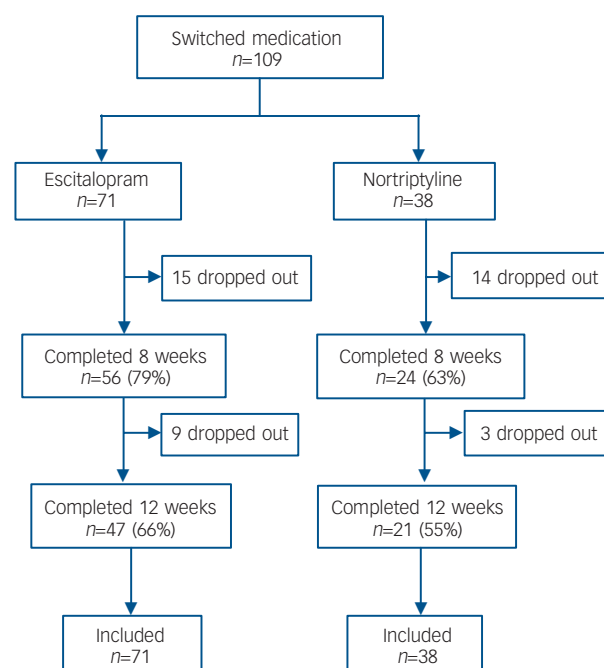 Switched medication
n=109
Escitalopram
n=71
Nortriptyline
n=38
15 dropped out
14 dropped out
Completed 8 weeks
n=56 (79%)
Completed 8 weeks
n=24 (63%)
9 dropped out
3 dropped out
Completed 12 weeks
n=47 (66%)
Completed 12 weeks
n=21 (55%)
Included
n=71
Included
n=38